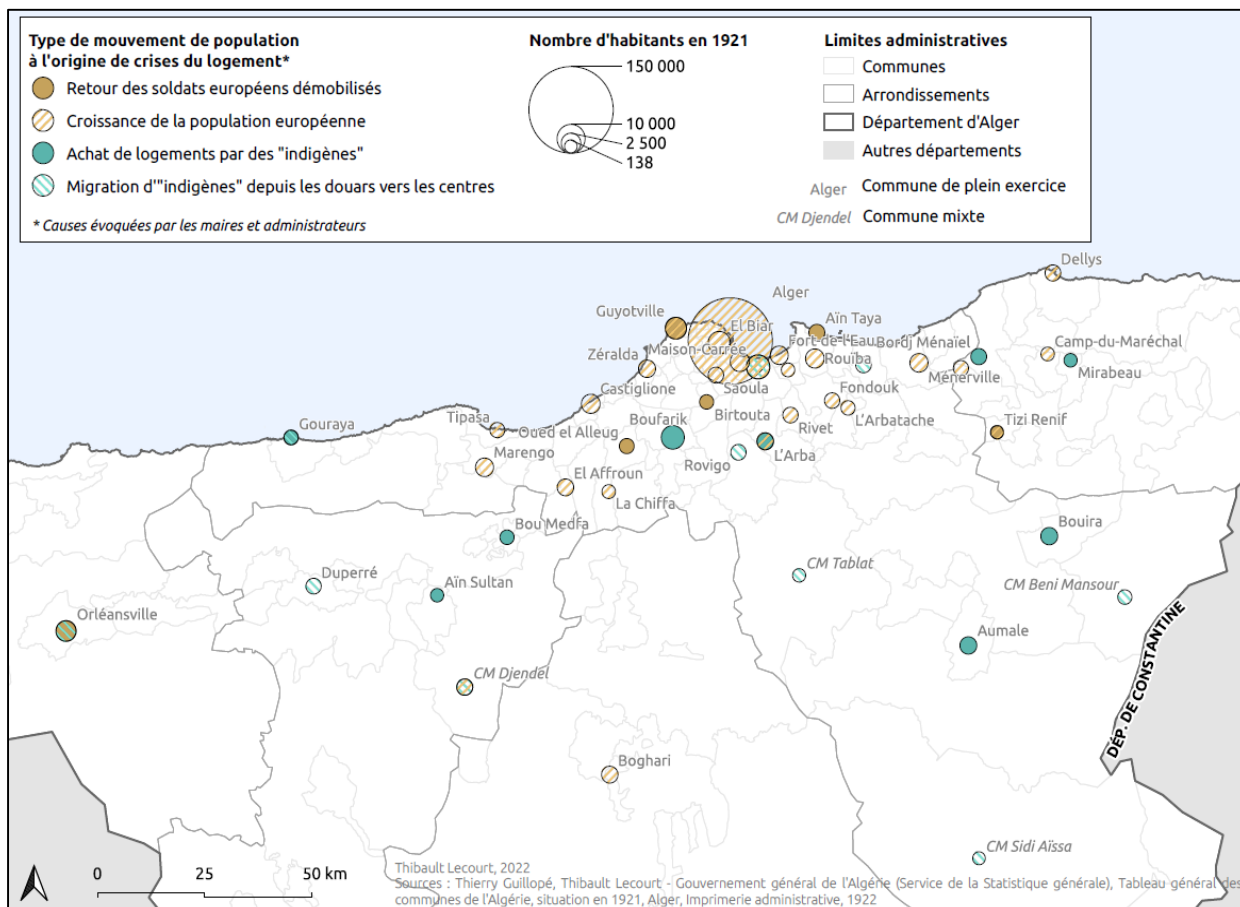 Type de mouvement de population
à l'origine de crises du logement*
Retour des soldats européens démobilisés
Croissance de la population européenne
Achat de logements par des "indigènes"
Migration d'"indigènes" depuis les douars vers les centres
* Causes évoquées par les maires et administrateurs
Nombre d'habitants en 1921
150 000
10 000
2 500
138
Limites administratives
Communes
Arrondissements
Département d'Alger
Autres départements
Alger Commune de plein exercice
CM Djendel Commune mixte
Dellys
Alger
Guyotville
Aïn Taya
El Biar
Fort-de-l'Eau
Bordj Ménaïel
Camp-du-Maréchal
Maison-Carrée
Rouïba
Zéralda
Mirabeau
Ménerville
Castiglione
Saoula
Fondouk
Gouraya
Tipasa
Boufarik
Birtouta
L'Arbatache
Tizi Renif
Oued el Alleug
Rivet
Marengo
Rovigo
L'Arba
El Affroun
La Chiffa
Bou Medfa
Bouira
Duperré
Aïn Sultan
CM Tablat
CM Beni Mansour
Orléansville
Aumale
CM Djendel
DÉP. DE CONSTANTINE
Boghari
CM Sidi Aïssa
0 25 50 km
Thibault Lecourt, 2022
Sources : Thierry Guillopé, Thibault Lecourt - Gouvernement général de l'Algérie (Service de la Statistique générale), Tableau général des
communes de l'Algérie, situation en 1921, Alger, Imprimerie administrative, 1922